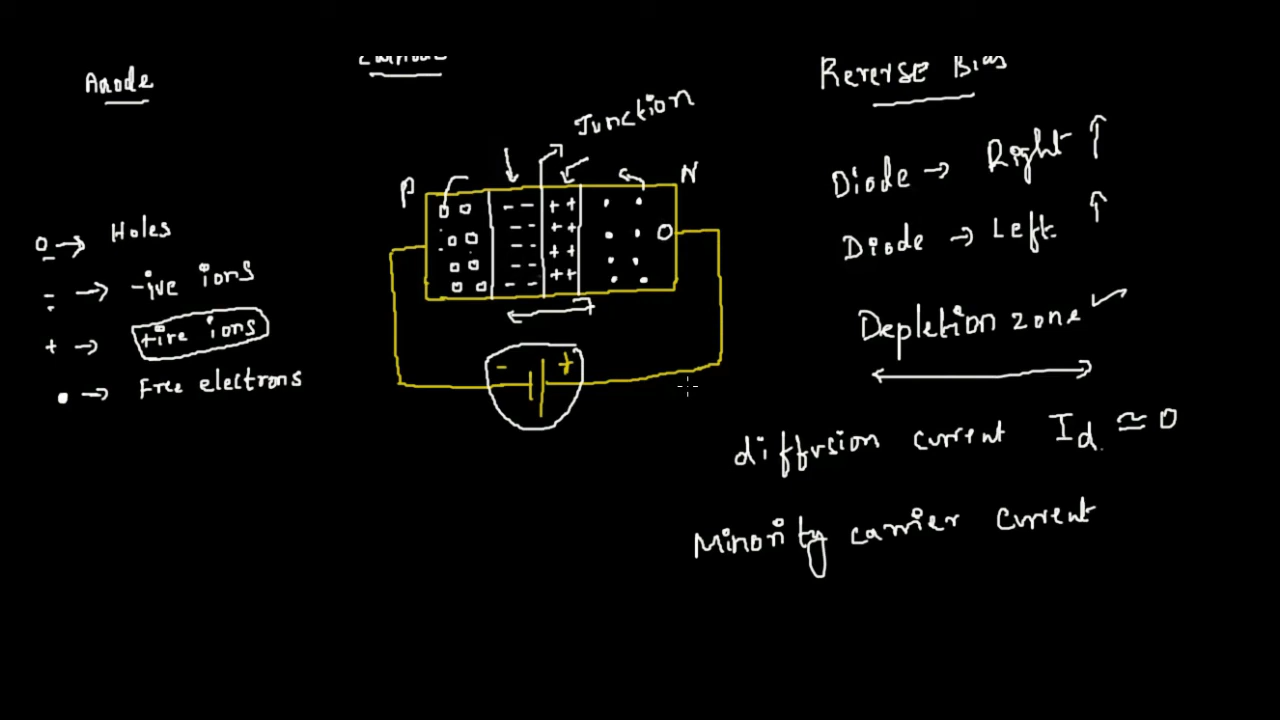 Anode
Cathode
Reverse Bias
Junction
P
N
Diode → Right ↑
Diode → Left ↑
o → Holes
- → -ive ions
+ → +ive ions
• → Free electrons
- +
Depletion zone ✓
diffusion current Id ≃ 0
Minority carrier current